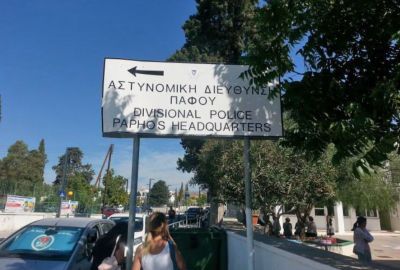 ΑΣΤΥΝΟΜΙΚΗ ΔΙΕΥΘΥΝΣΗ
ΠΑΦΟΥ
DIVISIONAL POLICE
PAPHOS HEADQUARTERS